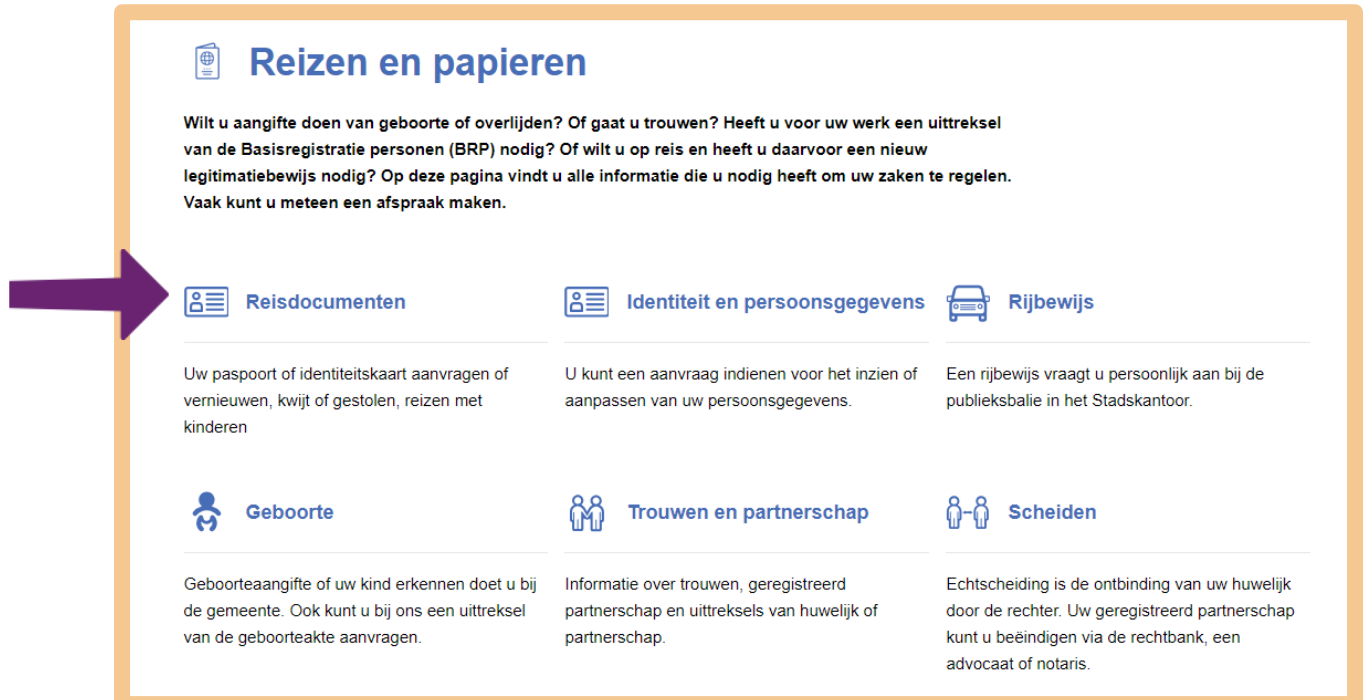 Reizen en papieren
Wilt u aangifte doen van geboorte of overlijden? Of gaat u trouwen? Heeft u voor uw werk een uittreksel
van de Basisregistratie personen (BRP) nodig? Of wilt u op reis en heeft u daarvoor een nieuw
legitimatiebewijs nodig? Op deze pagina vindt u alle informatie die u nodig heeft om uw zaken te regelen.
Vaak kunt u meteen een afspraak maken.
Reisdocumenten
Uw paspoort of identiteitskaart aanvragen of
vernieuwen, kwijt of gestolen, reizen met
kinderen
Identiteit en persoonsgegevens
U kunt een aanvraag indienen voor het inzien of
aanpassen van uw persoonsgegevens.
Rijbewijs
Een rijbewijs vraagt u persoonlijk aan bij de
publieksbalie in het Stadskantoor.
Geboorte
Geboorteaangifte of uw kind erkennen doet u bij
de gemeente. Ook kunt u bij ons een uittreksel
van de geboorteakte aanvragen.
Trouwen en partnerschap
Informatie over trouwen, geregistreerd
partnerschap en uittreksels van huwelijk of
partnerschap.
Scheiden
Echtscheiding is de ontbinding van uw huwelijk
door de rechter. Uw geregistreerd partnerschap
kunt u beëindigen via de rechtbank, een
advocaat of notaris.